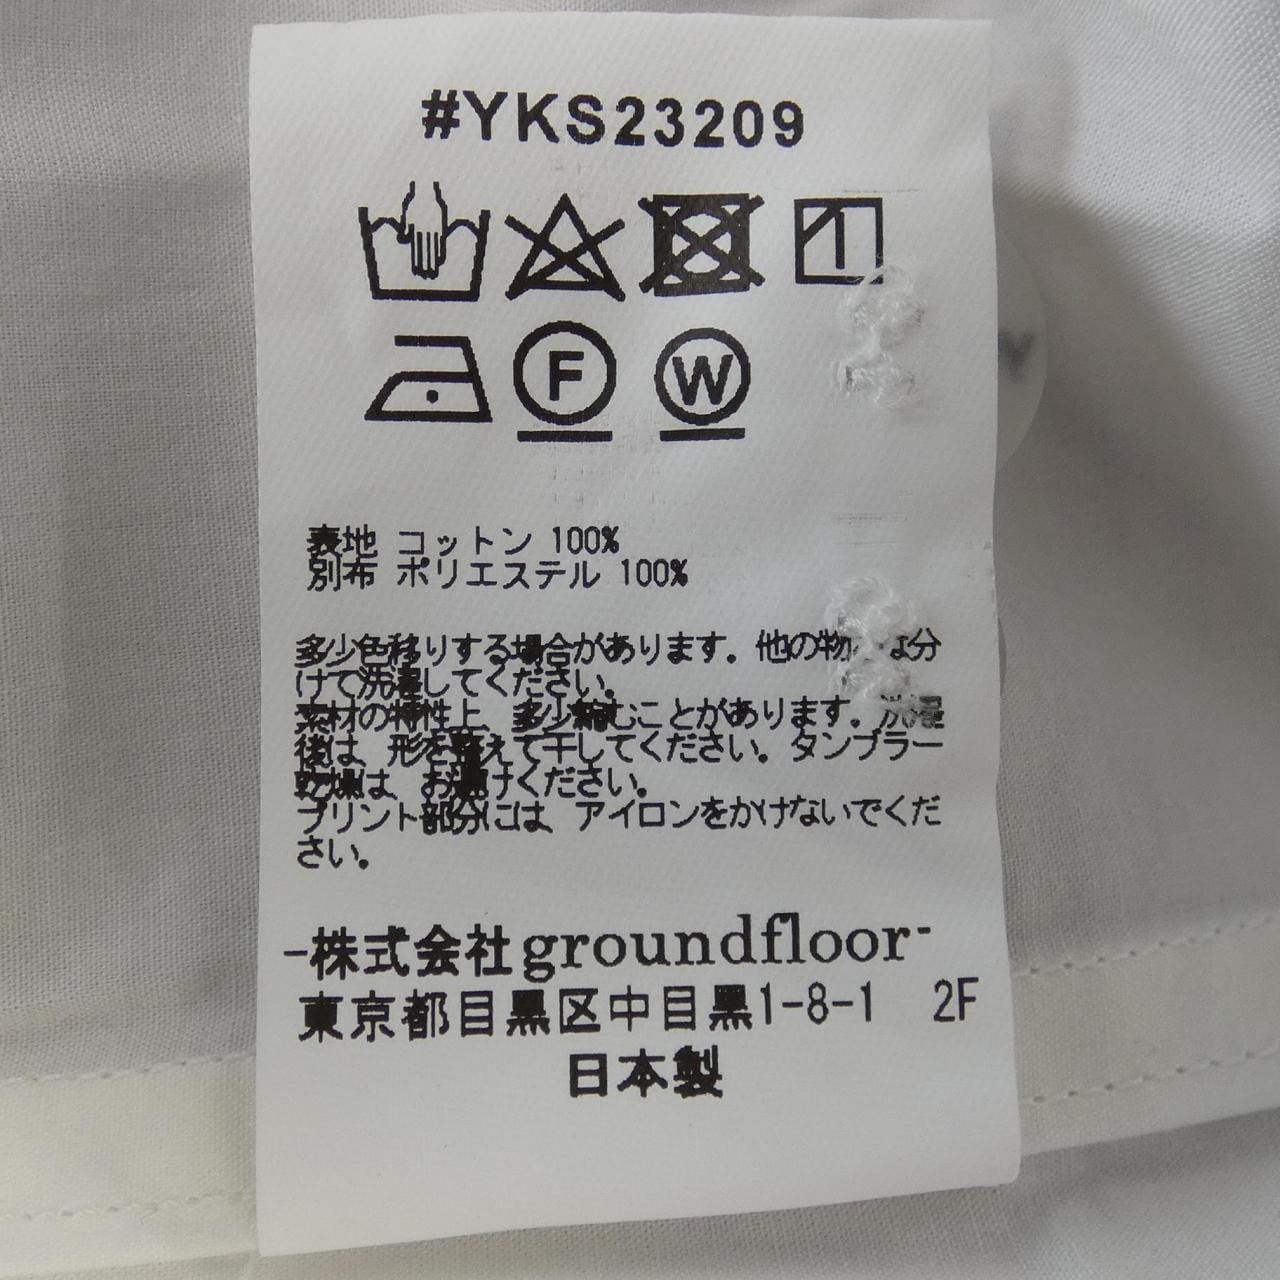 #YKS23209
1
F
W
表地 コットン 100%
別布 ポリエステル 100%
多少色移りする場合があります。他の物 な分
けて洗濯してください。
素材の特性上、多少縮むことがあります。洗濯
後は、形を整えて干してください。タンブラー
乾燥は、お避けください。
プリント部分には、アイロンをかけないでくだ
さい。
-株式会社groundfloor-
東京都目黒区中目黒1-8-1 2F
日本製